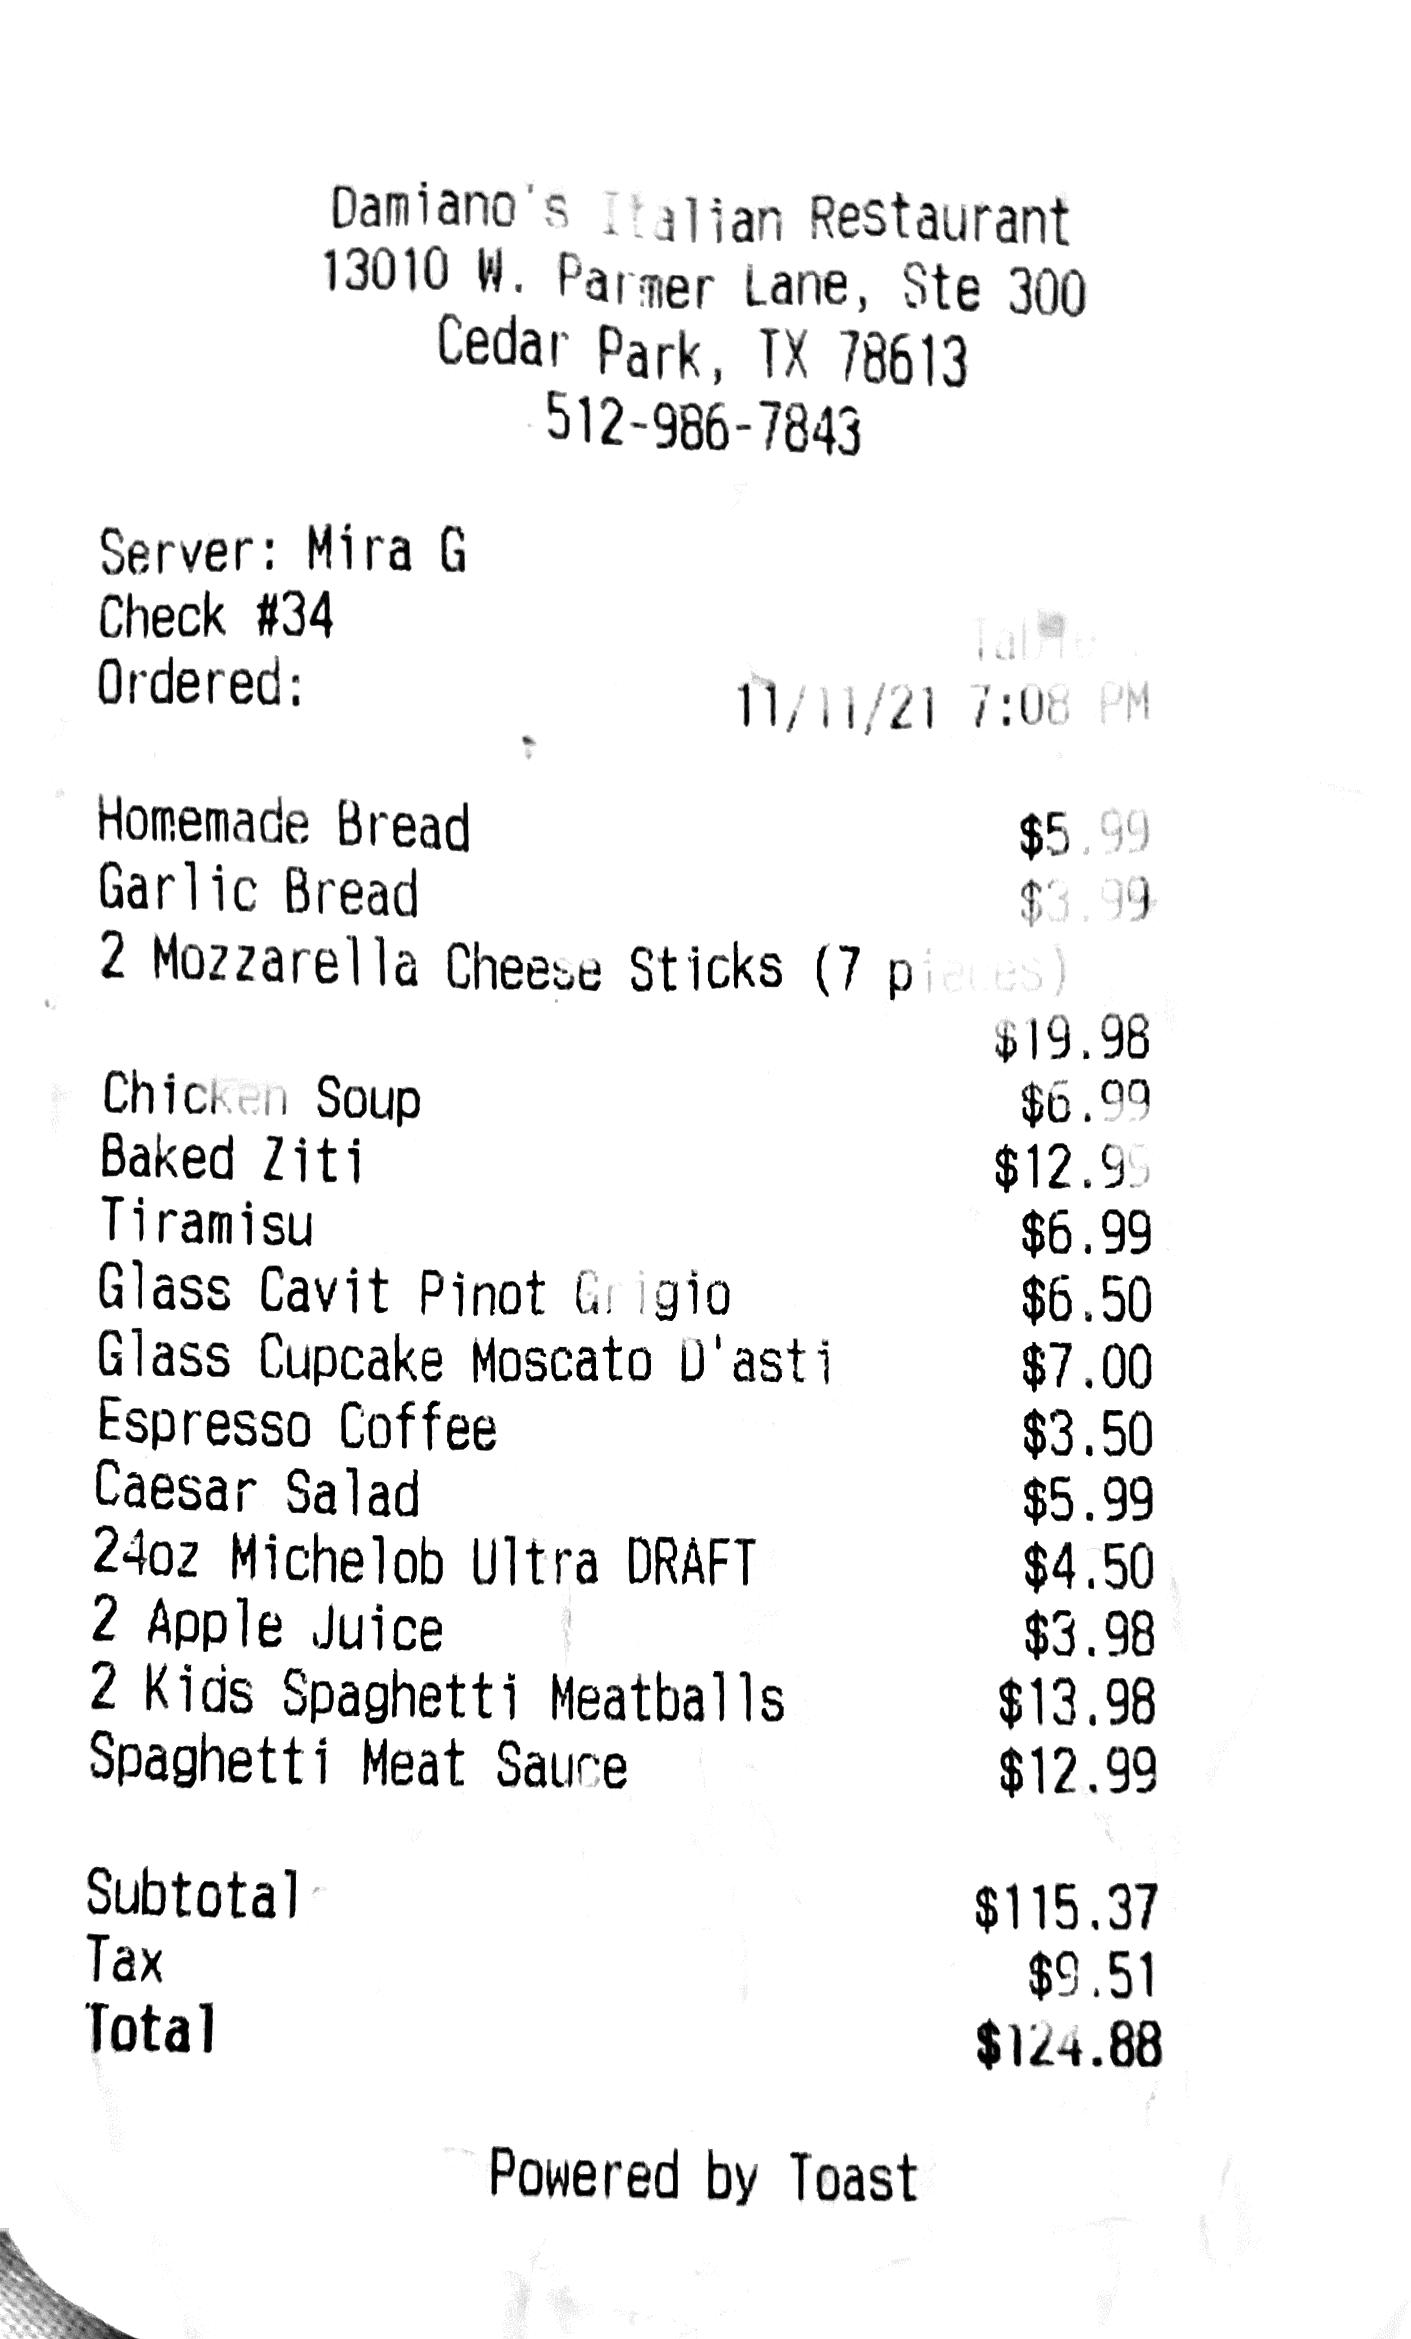 Damiano's Italian Restaurant
13010 W. Parmer Lane, Ste 300
Cedar Park, TX 78613
512-986-7843
Server: Mira G
Check #34
Table
Ordered: 11/11/21 7:08 PM
Homemade Bread $5.99
Garlic Bread $3.99
2 Mozzarella Cheese Sticks (7 pieces)
$19.98
Chicken Soup $6.99
Baked Ziti $12.99
Tiramisu $6.99
Glass Cavit Pinot Grigio $6.50
Glass Cupcake Moscato D'asti $7.00
Espresso Coffee $3.50
Caesar Salad $5.99
24oz Michelob Ultra DRAFT $4.50
2 Apple Juice $3.98
2 Kids Spaghetti Meatballs $13.98
Spaghetti Meat Sauce $12.99
Subtotal $115.37
Tax $9.51
Total $124.88
Powered by Toast